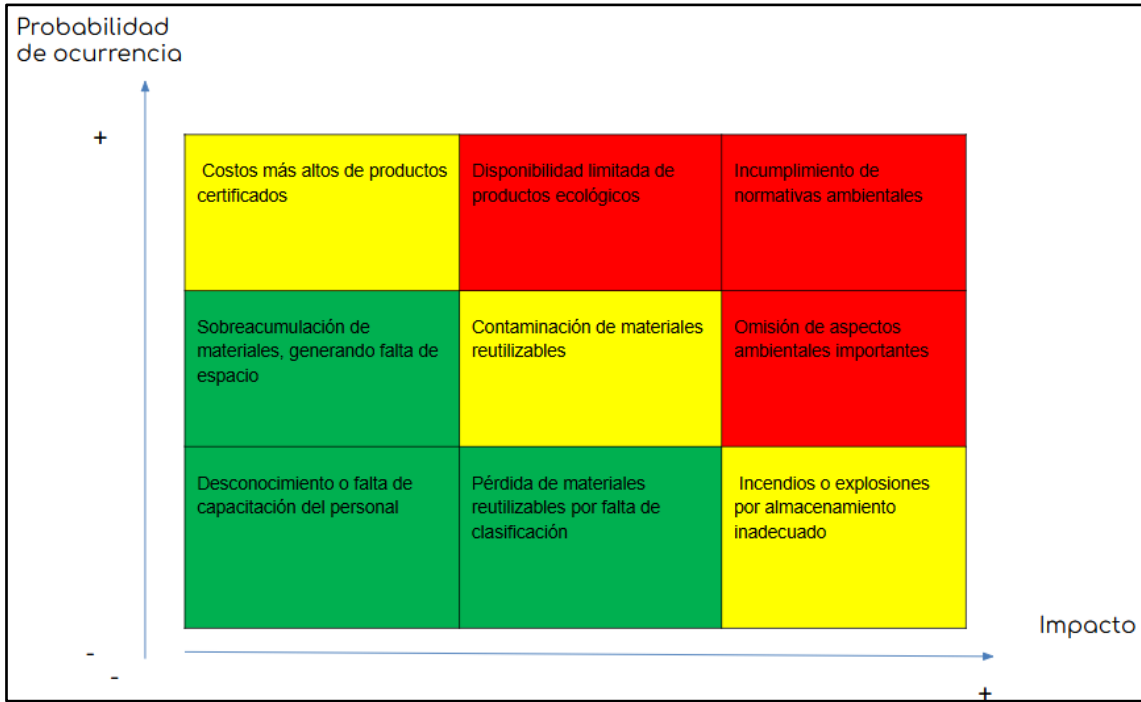 Probabilidad
de ocurrencia
+
Costos más altos de productos
certificados
Disponibilidad limitada de
productos ecológicos
Incumplimiento de
normativas ambientales
Sobreacumulación de
materiales, generando falta de
espacio
Contaminación de materiales
reutilizables
Omisión de aspectos
ambientales importantes
Desconocimiento o falta de
capacitación del personal
Pérdida de materiales
reutilizables por falta de
clasificación
Incendios o explosiones
por almacenamiento
inadecuado
Impacto
-
-
+